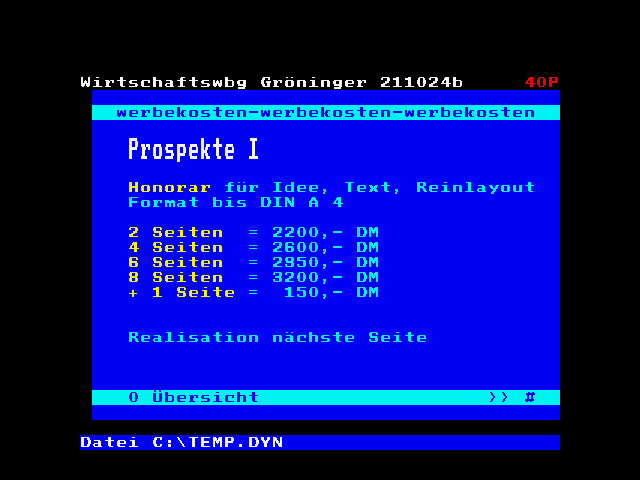 Wirtschaftswbg Gröninger 211024b 40P
werbekosten-werbekosten-werbekosten
Prospekte I
Honorar für Idee, Text, Reinlayout
Format bis DIN A 4
2 Seiten = 2200,- DM
4 Seiten = 2600,- DM
6 Seiten = 2850,- DM
8 Seiten = 3200,- DM
+ 1 Seite = 150,- DM
Realisation nächste Seite
0 Übersicht >> #
Datei C:\TEMP.DYN